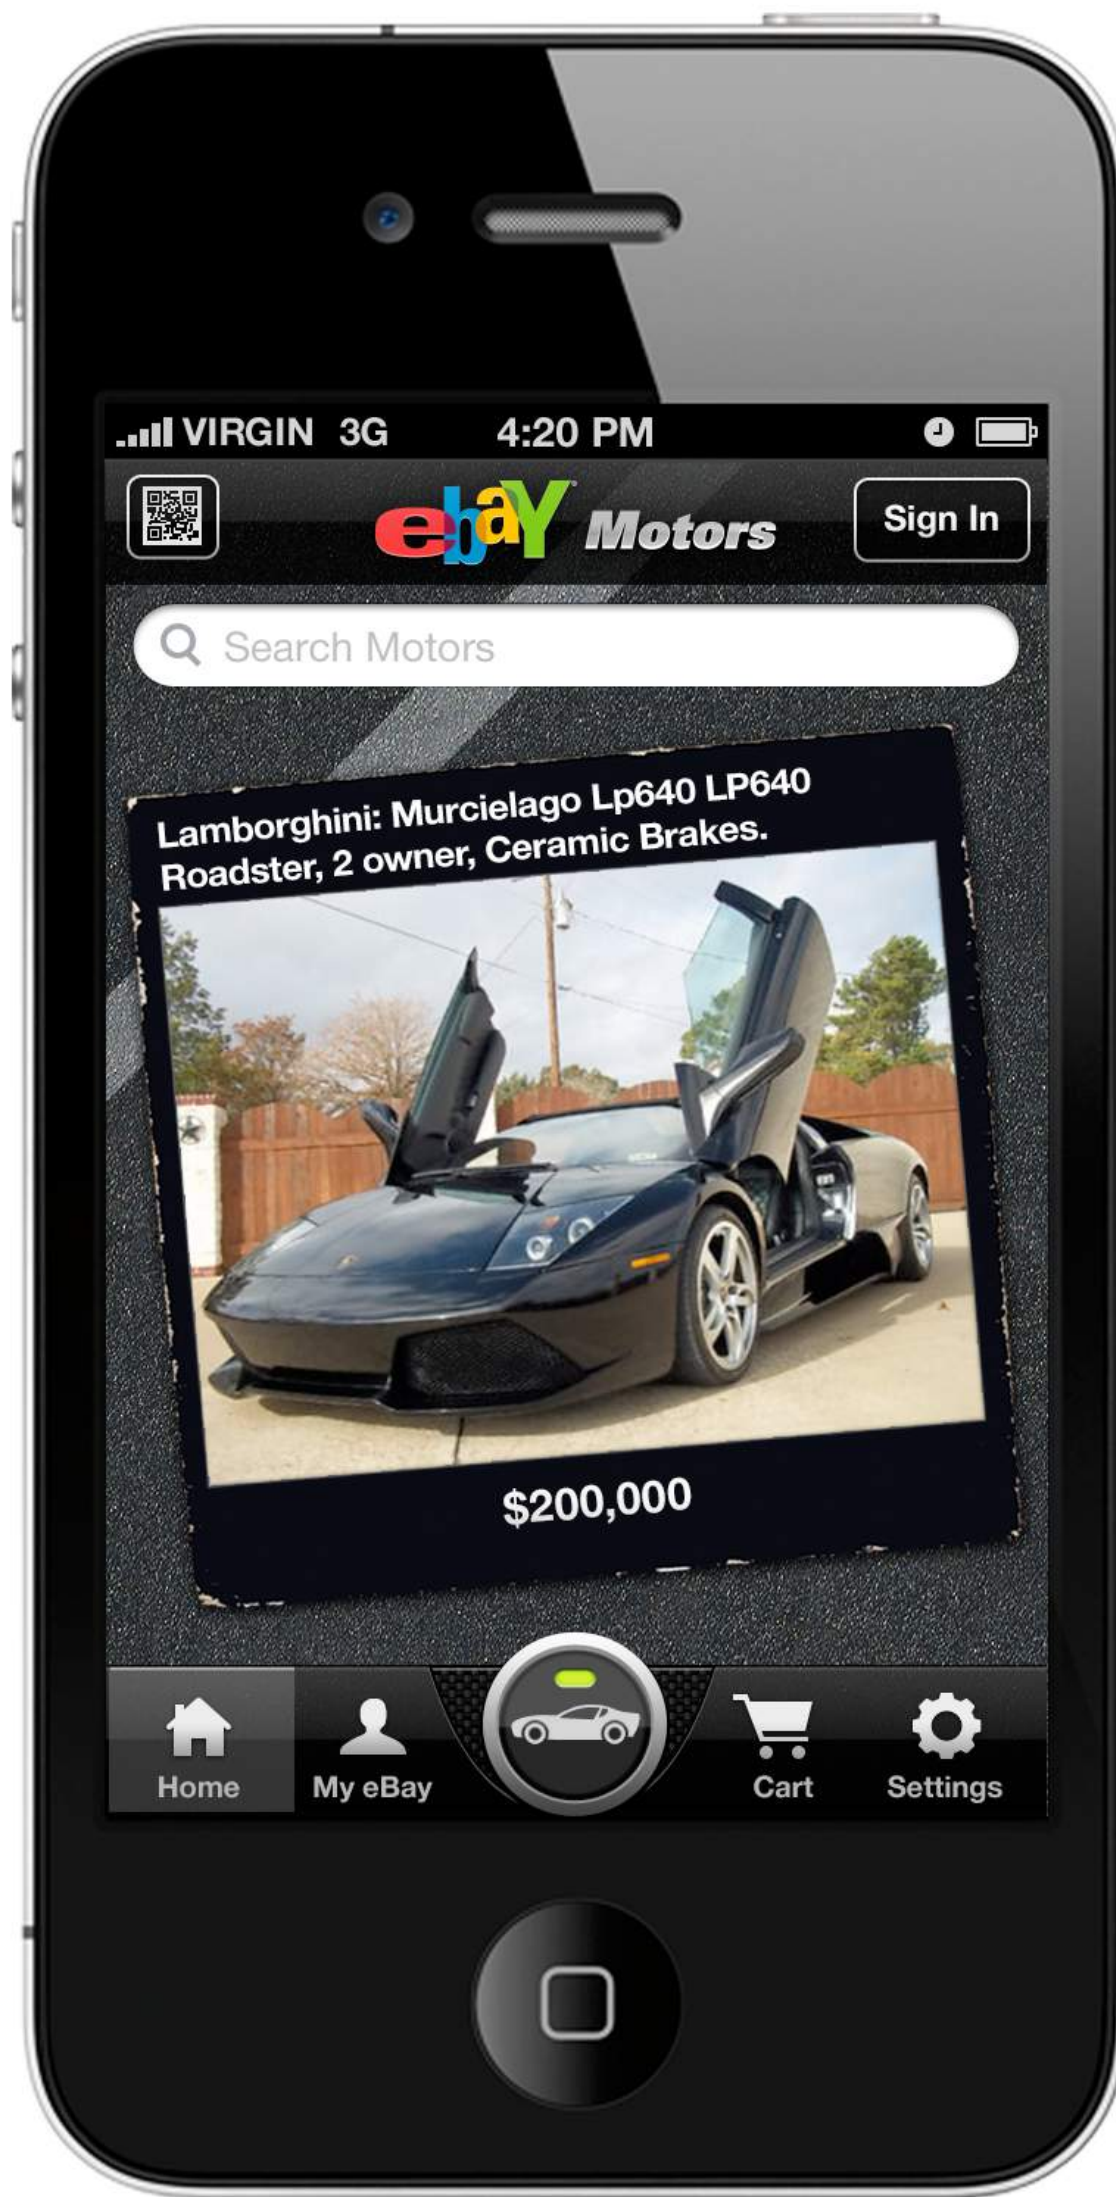 VIRGIN 3G 4:20 PM
ebaY Motors Sign In
Search Motors
Lamborghini: Murcielago Lp640 LP640
Roadster, 2 owner, Ceramic Brakes.
$200,000
Home My eBay Cart Settings